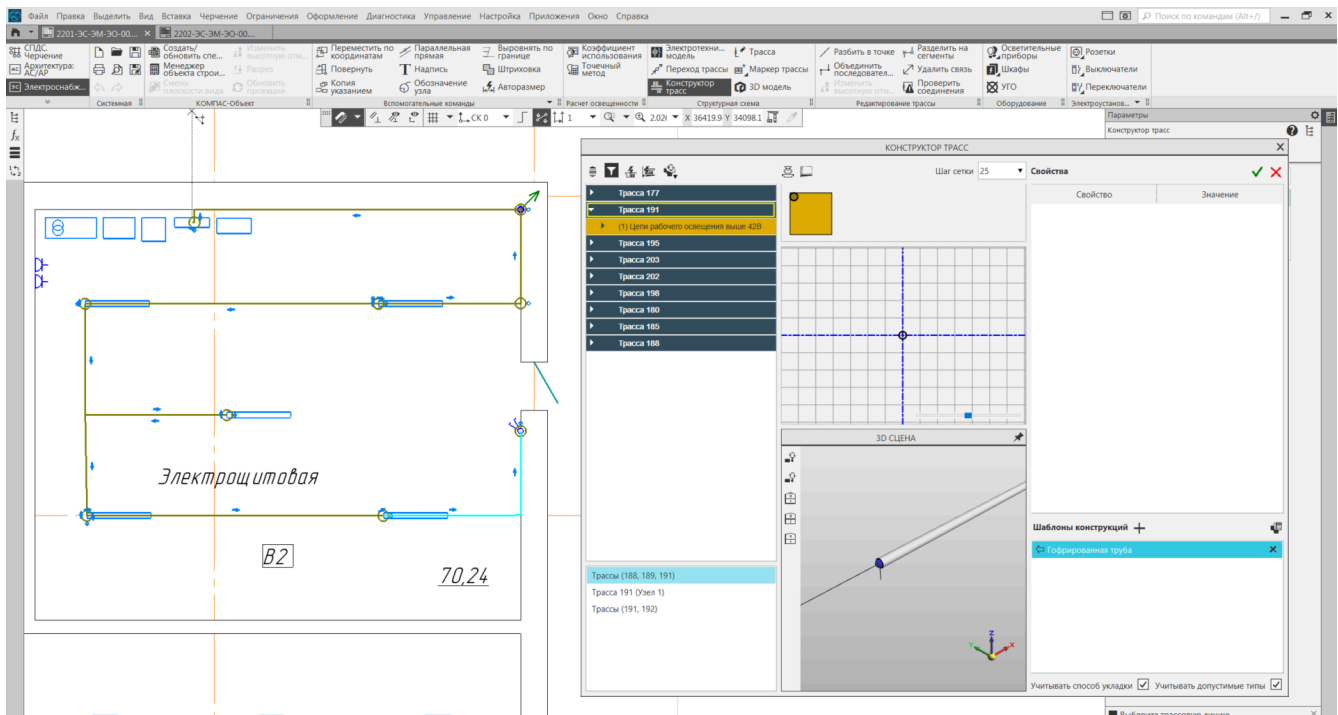 Файл Правка Выделить Вид Вставка Черчение Ограничения Оформление Диагностика Управление Настройка Приложения Окно Справка
Поиск по командам (Alt+/)
2201-ЭС-ЭМ-ЭО-00.... × 2202-ЭС-ЭМ-ЭО-00....
СПДС. Черчение
Архитектура: АС/АР
Электроснабж...
Системная
Создать/ обновить спе...
Менеджер объекта строи...
Смена плоскости вида
Изменить высотную отм...
Разрез
Обновить проекции
КОМПАС-Объект
Переместить по координатам
Повернуть
Копия указанием
Параллельная прямая
Надпись
Обозначение узла
Выровнять по границе
Штриховка
Авторазмер
Вспомогательные команды
Коэффициент использования
Точечный метод
Расчет освещенности
Электротехни... модель
Переход трассы
Конструктор трасс
Трасса
Маркер трассы
3D модель
Структурная схема
Разбить в точке
Объединить последовател...
Изменить высотную отм...
Разделить на сегменты
Удалить связь
Проверить соединения
Редактирование трассы
Осветительные приборы
Шкафы
УГО
Оборудование
Розетки
Выключатели
Переключатели
Электроустанов...
СК 0
1
2.02
X 36419.9 Y 34098.1
Параметры
Конструктор трасс
КОНСТРУКТОР ТРАСС
X
Шаг сетки 25
Свойства
Свойство Значение
Трасса 177
Трасса 191
(1) Цепи рабочего освещения выше 42В
Трасса 195
Трасса 203
Трасса 202
Трасса 198
Трасса 180
Трасса 185
Трасса 188
Трассы (188, 189, 191)
Трасса 191 (Узел 1)
Трассы (191, 192)
3D СЦЕНА
Z
Y
X
Шаблоны конструкций
Гофрированная труба
Учитывать способ укладки Учитывать допустимые типы
Электрощитовая
В2
70,24
Выберите трассовую линию